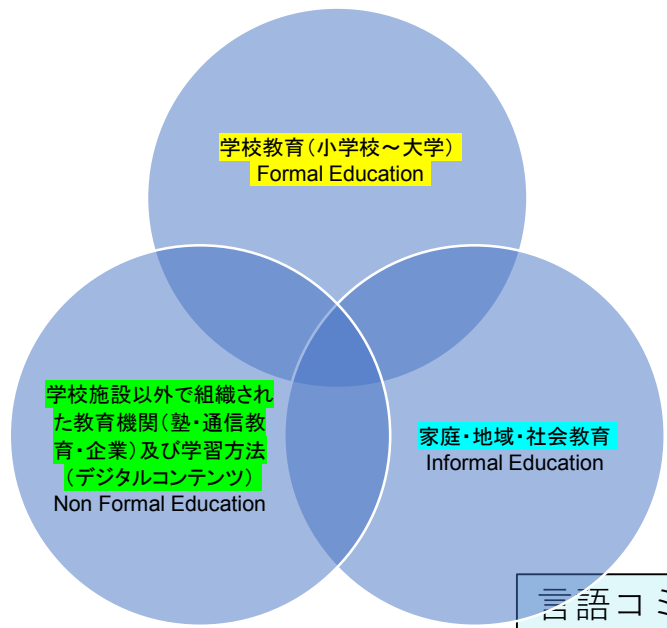 学校教育(小学校～大学)
Formal Education
学校施設以外で組織され
た教育機関(塾・通信教
育・企業)及び学習方法
(デジタルコンテンツ)
Non Formal Education
家庭・地域・社会教育
Informal Education
言語コミ